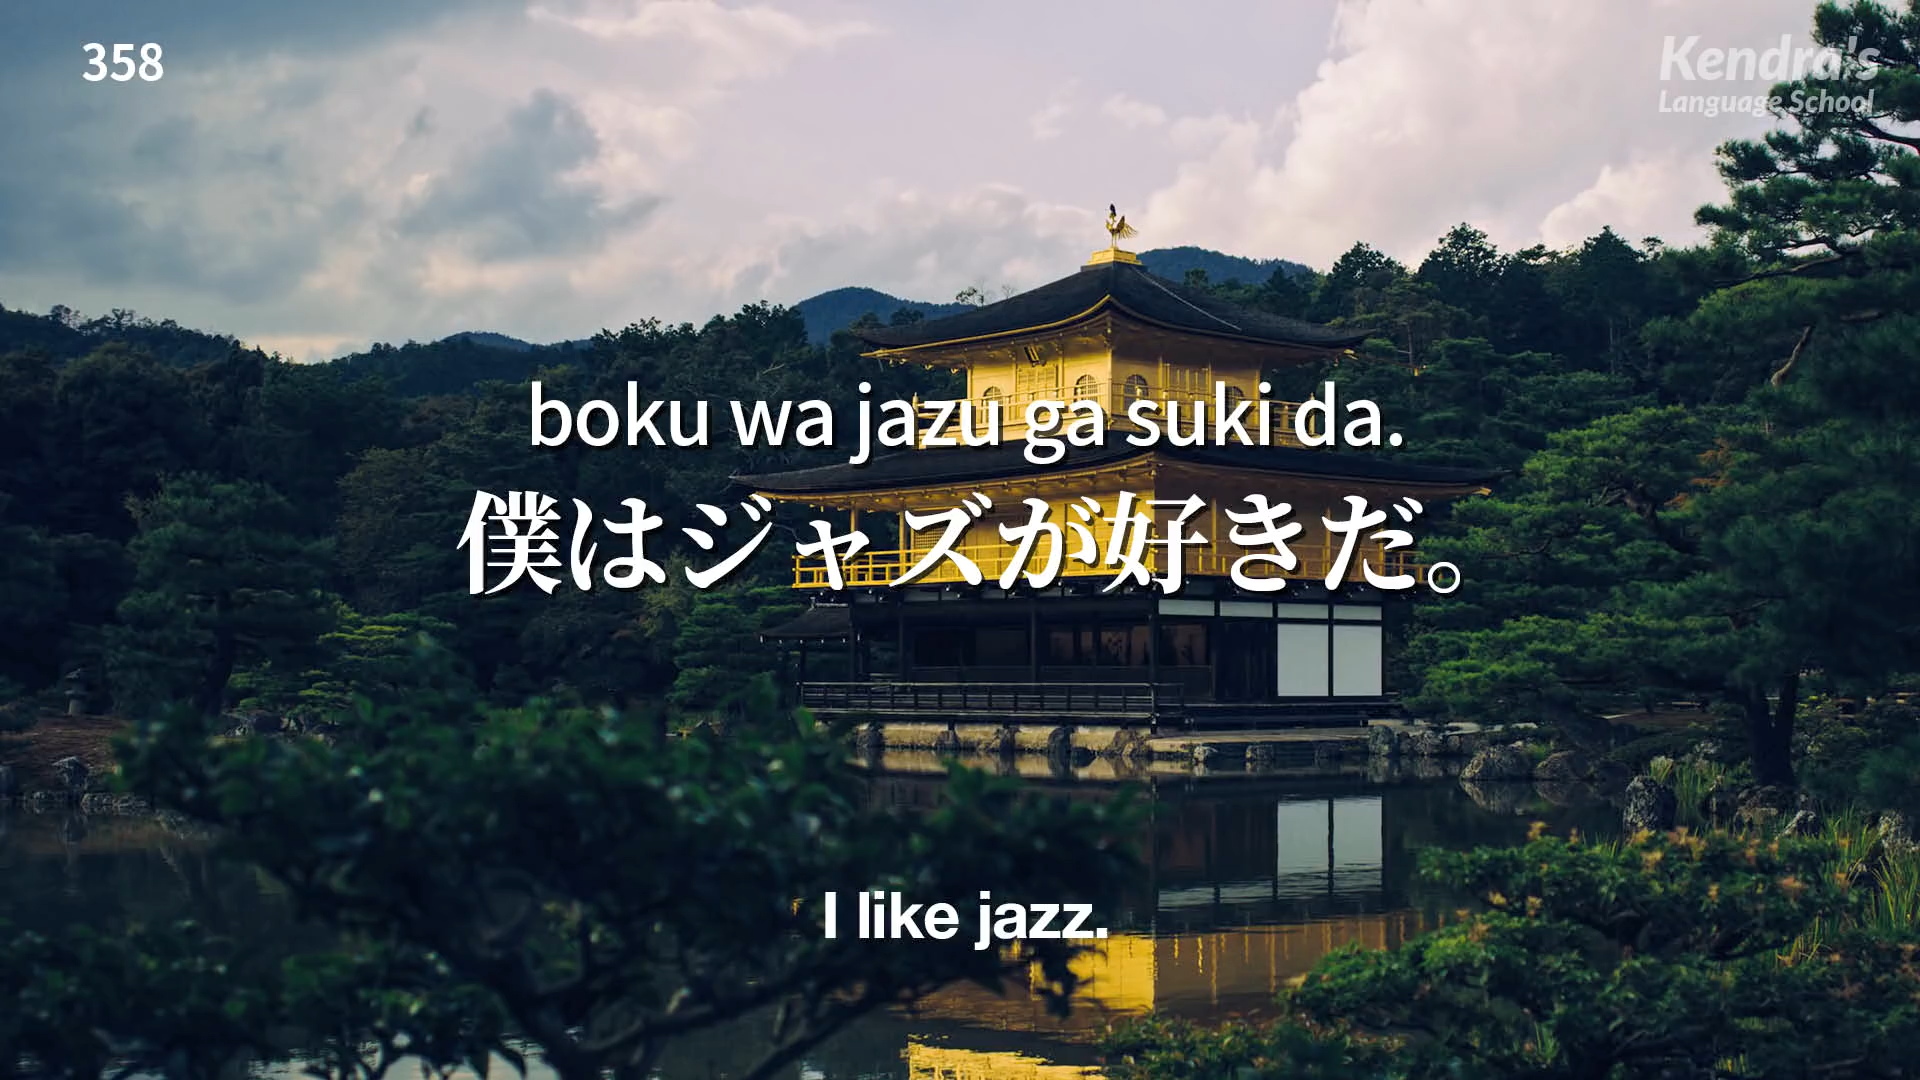 358
Kendra's
Language School
boku wa jazu ga suki da.
僕はジャズが好きだ。
I like jazz.